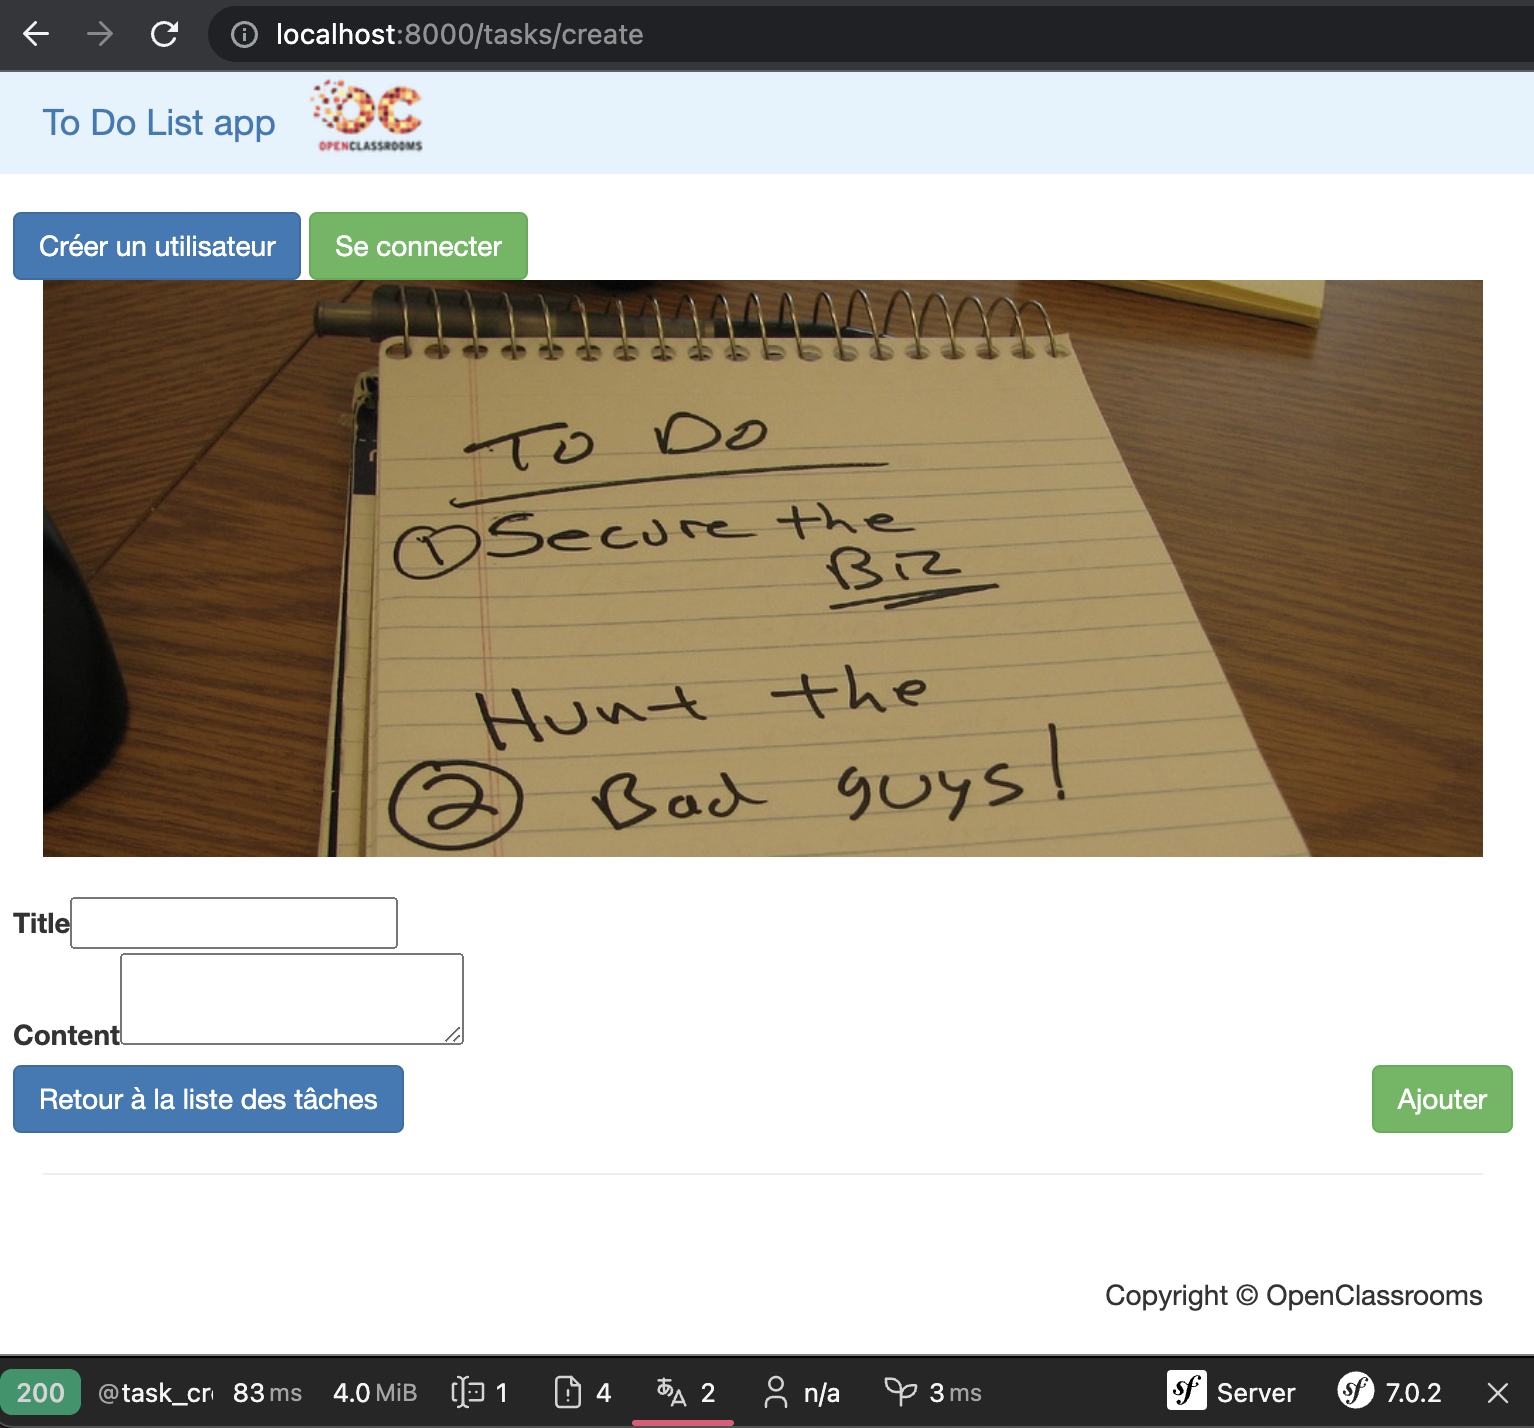 localhost:8000/tasks/create
To Do List app
OC
OPENCLASSROOMS
Créer un utilisateur
Se connecter
To Do
① Secure the
Biz
Hunt the
② Bad guys!
Title
Content
Retour à la liste des tâches
Ajouter
Copyright © OpenClassrooms
200 @task_cr 83 ms 4.0 MiB 1 4 2 n/a 3 ms sf Server sf 7.0.2